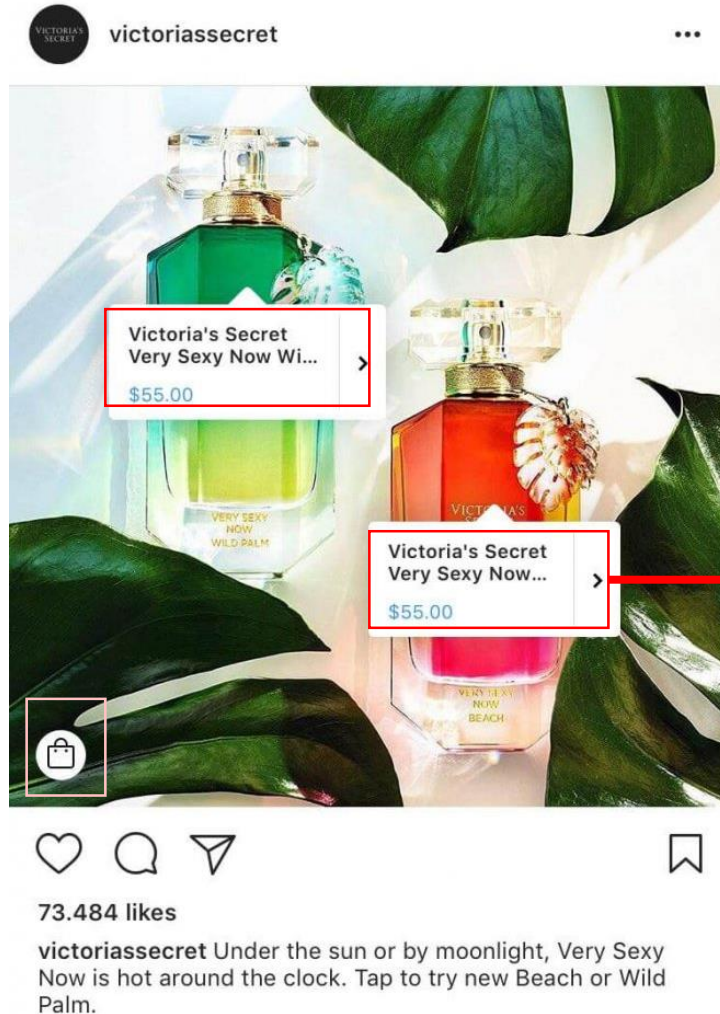 VICTORIA'S
SECRET
victoriassecret
Victoria's Secret
Very Sexy Now Wi...
$55.00
VERY SEXY
NOW
WILD PALM
Victoria's Secret
Very Sexy Now...
$55.00
VERY SEXY
NOW
BEACH
73.484 likes
victoriassecret Under the sun or by moonlight, Very Sexy
Now is hot around the clock. Tap to try new Beach or Wild
Palm.